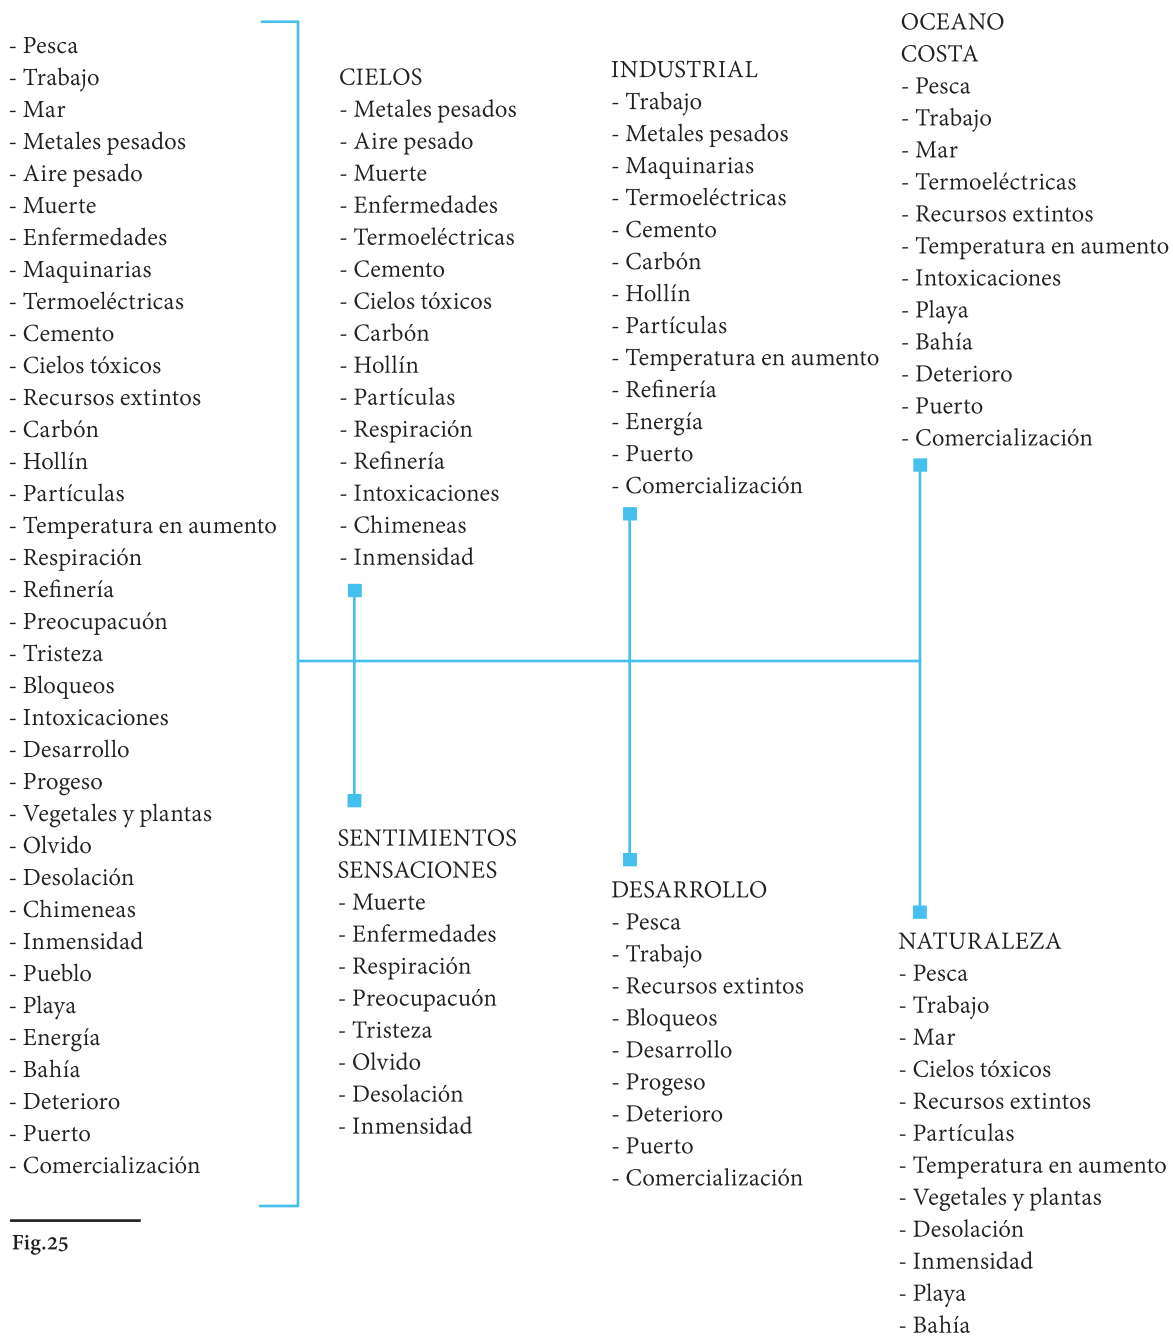 - Pesca
- Trabajo
- Mar
- Metales pesados
- Aire pesado
- Muerte
- Enfermedades
- Maquinarias
- Termoeléctricas
- Cemento
- Cielos tóxicos
- Recursos extintos
- Carbón
- Hollín
- Partículas
- Temperatura en aumento
- Respiración
- Refinería
- Preocupacuón
- Tristeza
- Bloqueos
- Intoxicaciones
- Desarrollo
- Progeso
- Vegetales y plantas
- Olvido
- Desolación
- Chimeneas
- Inmensidad
- Pueblo
- Playa
- Energía
- Bahía
- Deterioro
- Puerto
- Comercialización
CIELOS
- Metales pesados
- Aire pesado
- Muerte
- Enfermedades
- Termoeléctricas
- Cemento
- Cielos tóxicos
- Carbón
- Hollín
- Partículas
- Respiración
- Refinería
- Intoxicaciones
- Chimeneas
- Inmensidad
INDUSTRIAL
- Trabajo
- Metales pesados
- Maquinarias
- Termoeléctricas
- Cemento
- Carbón
- Hollín
- Partículas
- Temperatura en aumento
- Refinería
- Energía
- Puerto
- Comercialización
OCEANO
COSTA
- Pesca
- Trabajo
- Mar
- Termoeléctricas
- Recursos extintos
- Temperatura en aumento
- Intoxicaciones
- Playa
- Bahía
- Deterioro
- Puerto
- Comercialización
SENTIMIENTOS
SENSACIONES
- Muerte
- Enfermedades
- Respiración
- Preocupacuón
- Tristeza
- Olvido
- Desolación
- Inmensidad
DESARROLLO
- Pesca
- Trabajo
- Recursos extintos
- Bloqueos
- Desarrollo
- Progeso
- Deterioro
- Puerto
- Comercialización
NATURALEZA
- Pesca
- Trabajo
- Mar
- Cielos tóxicos
- Recursos extintos
- Partículas
- Temperatura en aumento
- Vegetales y plantas
- Desolación
- Inmensidad
- Playa
- Bahía
Fig.25